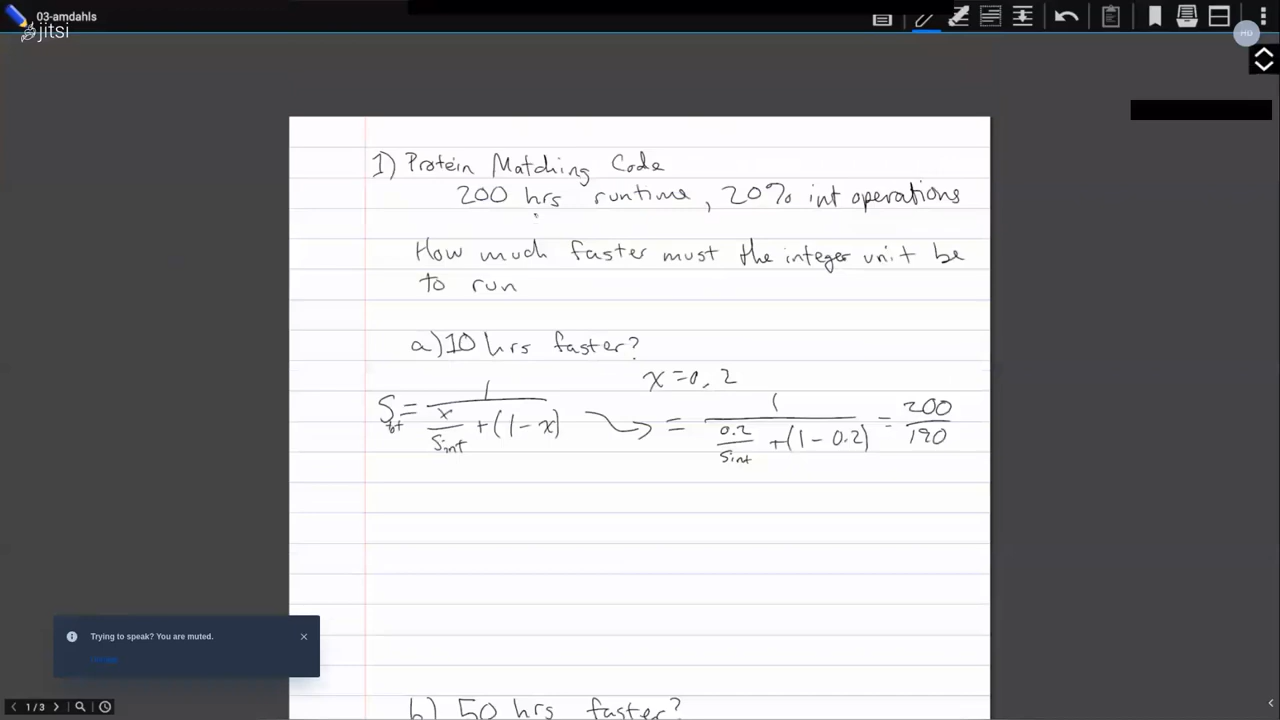 03-amdahls
jitsi
HD
1) Protein Matching Code
200 hrs runtime, 20% int operations
How much faster must the integer unit be
to run
a) 10 hrs faster?
x = 0.2
S_tot = 1 / (x/S_int + (1 - x)) → = 1 / (0.2/S_int + (1 - 0.2)) = 200/190
Trying to speak? You are muted.
b) 50 hrs faster?
1/3